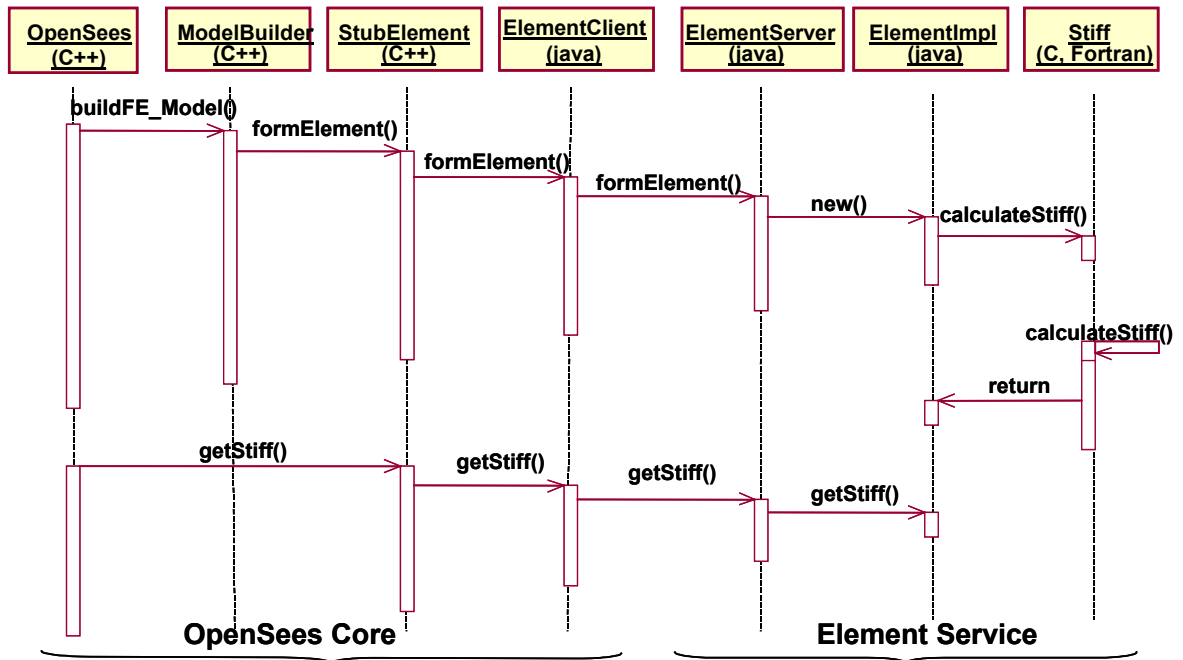 OpenSees
(C++)
ModelBuilder
(C++)
StubElement
(C++)
ElementClient
(java)
ElementServer
(java)
ElementImpl
(java)
Stiff
(C, Fortran)
buildFE_Model()
formElement()
formElement()
formElement()
new()
calculateStiff()
calculateStiff()
return
getStiff()
getStiff()
getStiff()
getStiff()
OpenSees Core
Element Service